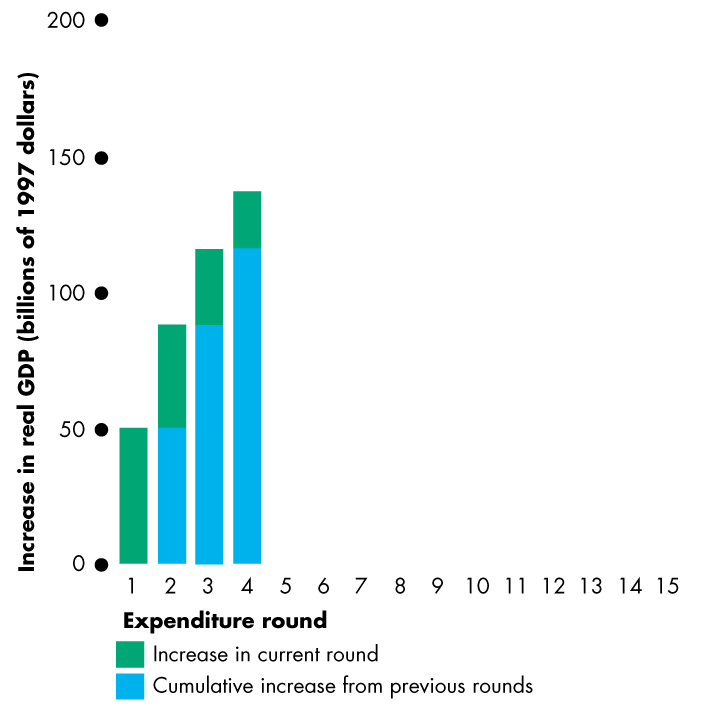 Increase in real GDP (billions of 1997 dollars)
200
150
100
50
0
1 2 3 4 5 6 7 8 9 10 11 12 13 14 15
Expenditure round
Increase in current round
Cumulative increase from previous rounds